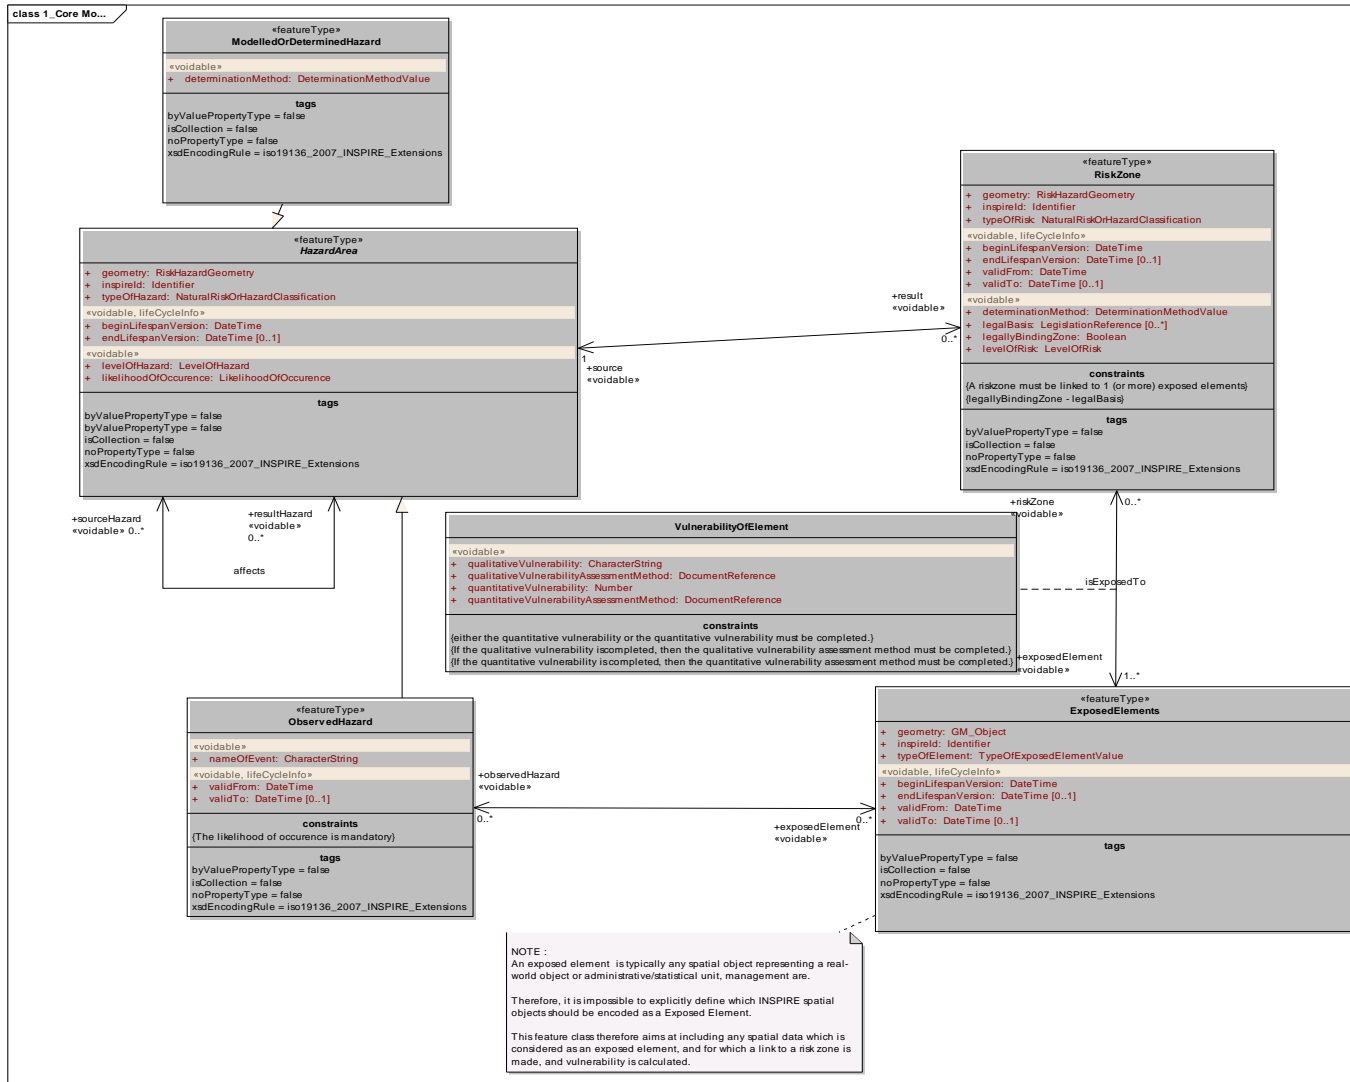 class 1_Core Mo...
«featureType»
ModelledOrDeterminedHazard
«voidable»
+ determinationMethod: DeterminationMethodValue
tags
byValuePropertyType = false
isCollection = false
noPropertyType = false
xsdEncodingRule = iso19136_2007_INSPIRE_Extensions
«featureType»
RiskZone
+ geometry: RiskHazardGeometry
+ inspireId: Identifier
+ typeOfRisk: NaturalRiskOrHazardClassification
«voidable, lifeCycleInfo»
+ beginLifespanVersion: DateTime
+ endLifespanVersion: DateTime [0..1]
+ validFrom: DateTime
+ validTo: DateTime [0..1]
«voidable»
+ determinationMethod: DeterminationMethodValue
+ legalBasis: LegislationReference [0..*]
+ legallyBindingZone: Boolean
+ levelOfRisk: LevelOfRisk
constraints
{A riskzone must be linked to 1 (or more) exposed elements}
{legallyBindingZone - legalBasis}
tags
byValuePropertyType = false
isCollection = false
noPropertyType = false
xsdEncodingRule = iso19136_2007_INSPIRE_Extensions
«featureType»
HazardArea
+ geometry: RiskHazardGeometry
+ inspireId: Identifier
+ typeOfHazard: NaturalRiskOrHazardClassification
«voidable, lifeCycleInfo»
+ beginLifespanVersion: DateTime
+ endLifespanVersion: DateTime [0..1]
«voidable»
+ levelOfHazard: LevelOfHazard
+ likelihoodOfOccurence: LikelihoodOfOccurence
tags
byValuePropertyType = false
byValuePropertyType = false
isCollection = false
noPropertyType = false
xsdEncodingRule = iso19136_2007_INSPIRE_Extensions
+result
«voidable»
0..*
1
+source
«voidable»
+sourceHazard
«voidable» 0..*
+resultHazard
«voidable»
0..*
affects
+riskZone
«voidable»
0..*
isExposedTo
+exposedElement
«voidable»
1..*
VulnerabilityOfElement
«voidable»
+ qualitativeVulnerability: CharacterString
+ qualitativeVulnerabilityAssessmentMethod: DocumentReference
+ quantitativeVulnerability: Number
+ quantitativeVulnerabilityAssessmentMethod: DocumentReference
constraints
{either the quantitative vulnerability or the quantitative vulnerability must be completed.}
{If the qualitative vulnerability iscompleted, then the qualitative vulnerability assessment method must be completed.}
{If the quantitative vulnerability is completed, then the quantitative vulnerability assessment method must be completed.}
«featureType»
ObservedHazard
«voidable»
+ nameOfEvent: CharacterString
«voidable, lifeCycleInfo»
+ validFrom: DateTime
+ validTo: DateTime [0..1]
constraints
{The likelihood of occurence is mandatory}
tags
byValuePropertyType = false
isCollection = false
noPropertyType = false
xsdEncodingRule = iso19136_2007_INSPIRE_Extensions
+observedHazard
«voidable»
0..*
+exposedElement
«voidable»
0..*
«featureType»
ExposedElements
+ geometry: GM_Object
+ inspireId: Identifier
+ typeOfElement: TypeOfExposedElementValue
«voidable, lifeCycleInfo»
+ beginLifespanVersion: DateTime
+ endLifespanVersion: DateTime [0..1]
+ validFrom: DateTime
+ validTo: DateTime [0..1]
tags
byValuePropertyType = false
isCollection = false
noPropertyType = false
xsdEncodingRule = iso19136_2007_INSPIRE_Extensions
NOTE :
An exposed element is typically any spatial object representing a real-
world object or administrative/statistical unit, management are.
Therefore, it is impossible to explicitly define which INSPIRE spatial
objects should be encoded as a Exposed Element.
This feature class therefore aims at including any spatial data which is
considered as an exposed element, and for which a link to a risk zone is
made, and vulnerability is calculated.